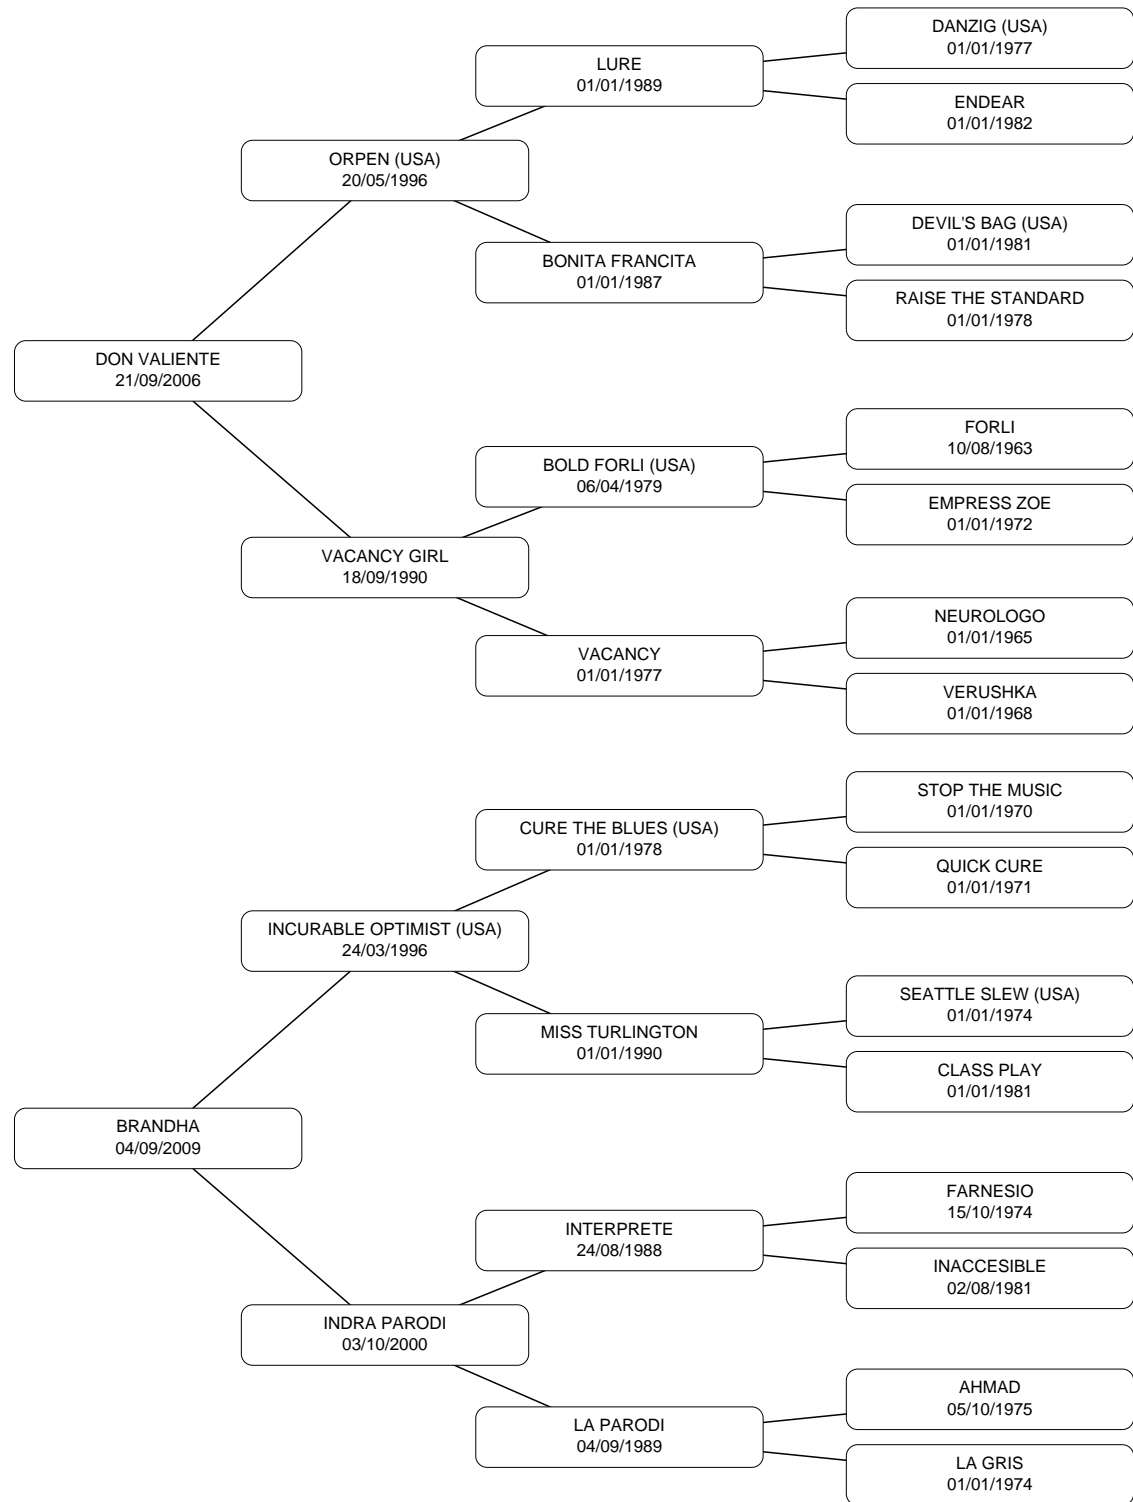 DANZIG (USA)
01/01/1977
LURE
01/01/1989
ENDEAR
01/01/1982
ORPEN (USA)
20/05/1996
DEVIL'S BAG (USA)
01/01/1981
BONITA FRANCITA
01/01/1987
RAISE THE STANDARD
01/01/1978
DON VALIENTE
21/09/2006
FORLI
10/08/1963
BOLD FORLI (USA)
06/04/1979
EMPRESS ZOE
01/01/1972
VACANCY GIRL
18/09/1990
NEUROLOGO
01/01/1965
VACANCY
01/01/1977
VERUSHKA
01/01/1968
STOP THE MUSIC
01/01/1970
CURE THE BLUES (USA)
01/01/1978
QUICK CURE
01/01/1971
INCURABLE OPTIMIST (USA)
24/03/1996
SEATTLE SLEW (USA)
01/01/1974
MISS TURLINGTON
01/01/1990
CLASS PLAY
01/01/1981
BRANDHA
04/09/2009
FARNESIO
15/10/1974
INTERPRETE
24/08/1988
INACCESIBLE
02/08/1981
INDRA PARODI
03/10/2000
AHMAD
05/10/1975
LA PARODI
04/09/1989
LA GRIS
01/01/1974